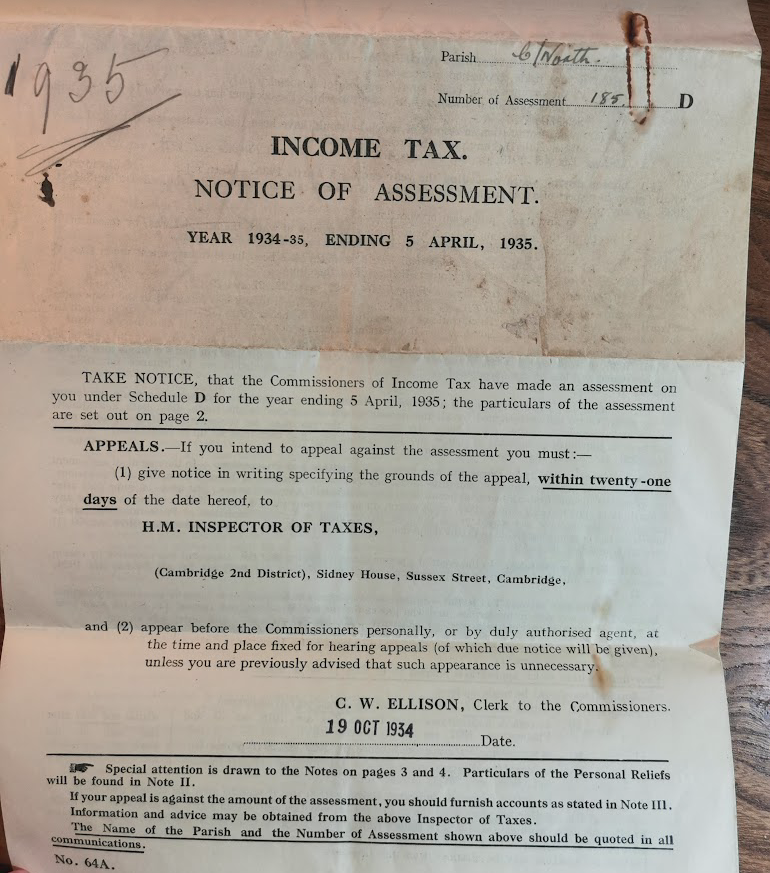 1935
Parish C/North.
Number of Assessment 185. D
INCOME TAX.
NOTICE OF ASSESSMENT.
YEAR 1934-35, ENDING 5 APRIL, 1935.
TAKE NOTICE, that the Commissioners of Income Tax have made an assessment on
you under Schedule D for the year ending 5 April, 1935; the particulars of the assessment
are set out on page 2.
APPEALS.—If you intend to appeal against the assessment you must:—
(1) give notice in writing specifying the grounds of the appeal, within twenty-one
days of the date hereof, to
H.M. INSPECTOR OF TAXES,
(Cambridge 2nd District), Sidney House, Sussex Street, Cambridge,
and (2) appear before the Commissioners personally, or by duly authorised agent, at
the time and place fixed for hearing appeals (of which due notice will be given),
unless you are previously advised that such appearance is unnecessary.
C. W. ELLISON, Clerk to the Commissioners.
19 OCT 1934
Date.
☛ Special attention is drawn to the Notes on pages 3 and 4. Particulars of the Personal Reliefs
will be found in Note II.
If your appeal is against the amount of the assessment, you should furnish accounts as stated in Note III.
Information and advice may be obtained from the above Inspector of Taxes.
The Name of the Parish and the Number of Assessment shown above should be quoted in all
communications.
No. 64A.